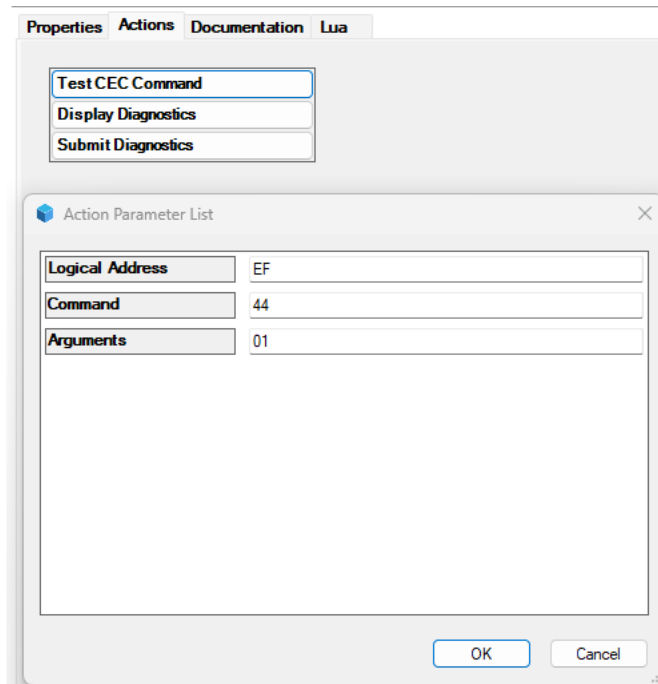 Properties Actions Documentation Lua
Test CEC Command
Display Diagnostics
Submit Diagnostics
Action Parameter List
Logical Address EF
Command 44
Arguments 01
OK Cancel